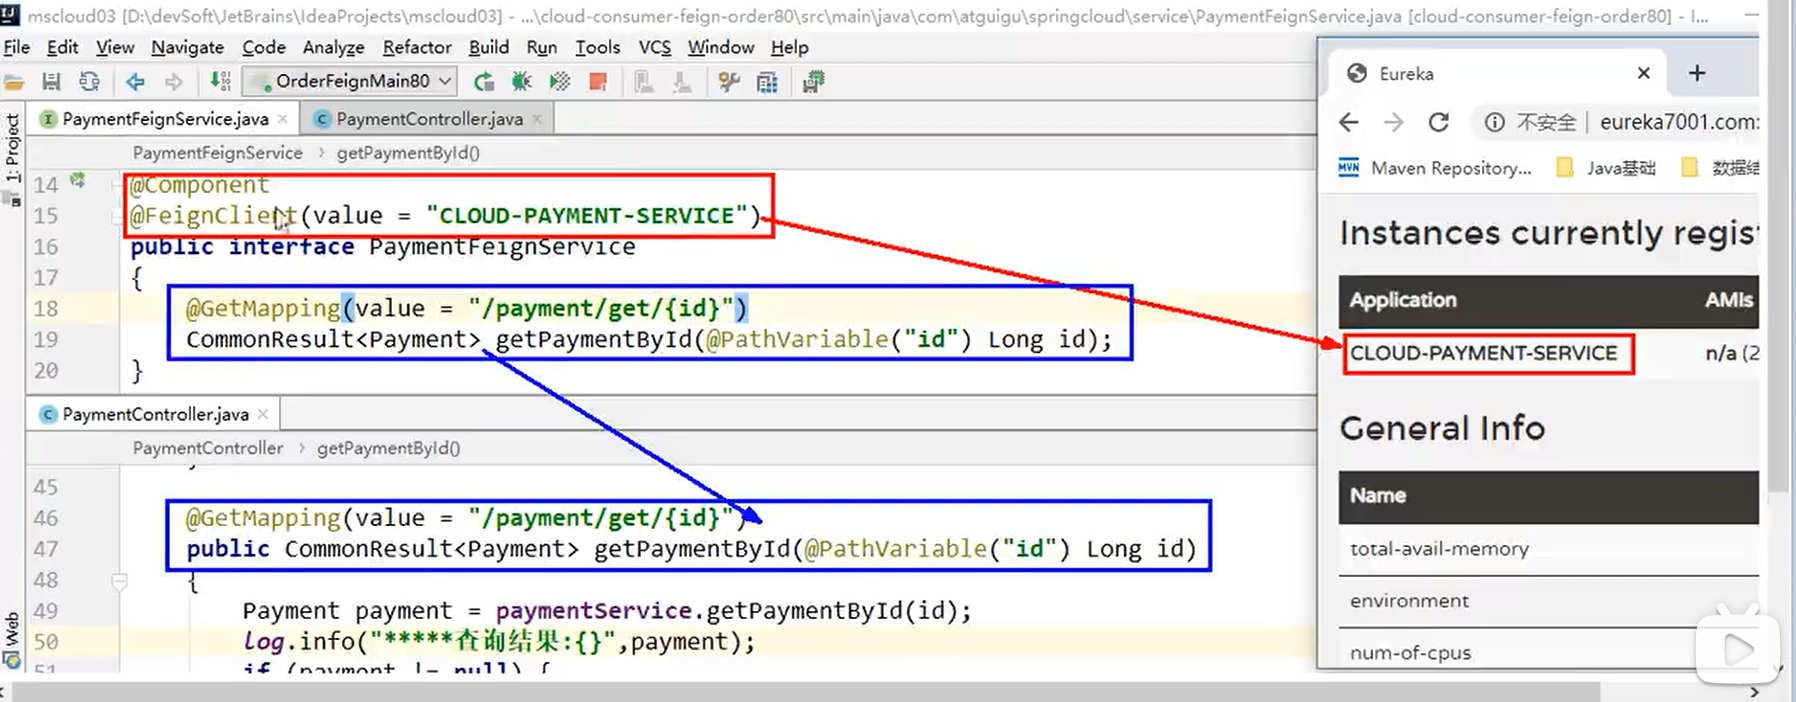 mscloud03 [D:\devSoft\JetBrains\IdeaProjects\mscloud03] - ...\cloud-consumer-feign-order80\src\main\java\com\atguigu\springcloud\service\PaymentFeignService.java [cloud-consumer-feign-order80] - I...
File Edit View Navigate Code Analyze Refactor Build Run Tools VCS Window Help
OrderFeignMain80
PaymentFeignService.java
PaymentController.java
PaymentFeignService > getPaymentById()
1: Project
14 @Component
15 @FeignClient(value = "CLOUD-PAYMENT-SERVICE")
16 public interface PaymentFeignService
17 {
18 @GetMapping(value = "/payment/get/{id}")
19 CommonResult<Payment> getPaymentById(@PathVariable("id") Long id);
20 }
PaymentController.java
PaymentController > getPaymentById()
45
46 @GetMapping(value = "/payment/get/{id}")
47 public CommonResult<Payment> getPaymentById(@PathVariable("id") Long id)
48 {
49 Payment payment = paymentService.getPaymentById(id);
50 log.info("*****查询结果:{}",payment);
51 if (payment != null) {
Web
Eureka
不安全 | eureka7001.com:
MVN Maven Repository... Java基础 数据结
Instances currently regis
Application AMIs
CLOUD-PAYMENT-SERVICE n/a (2
General Info
Name
total-avail-memory
environment
num-of-cpus